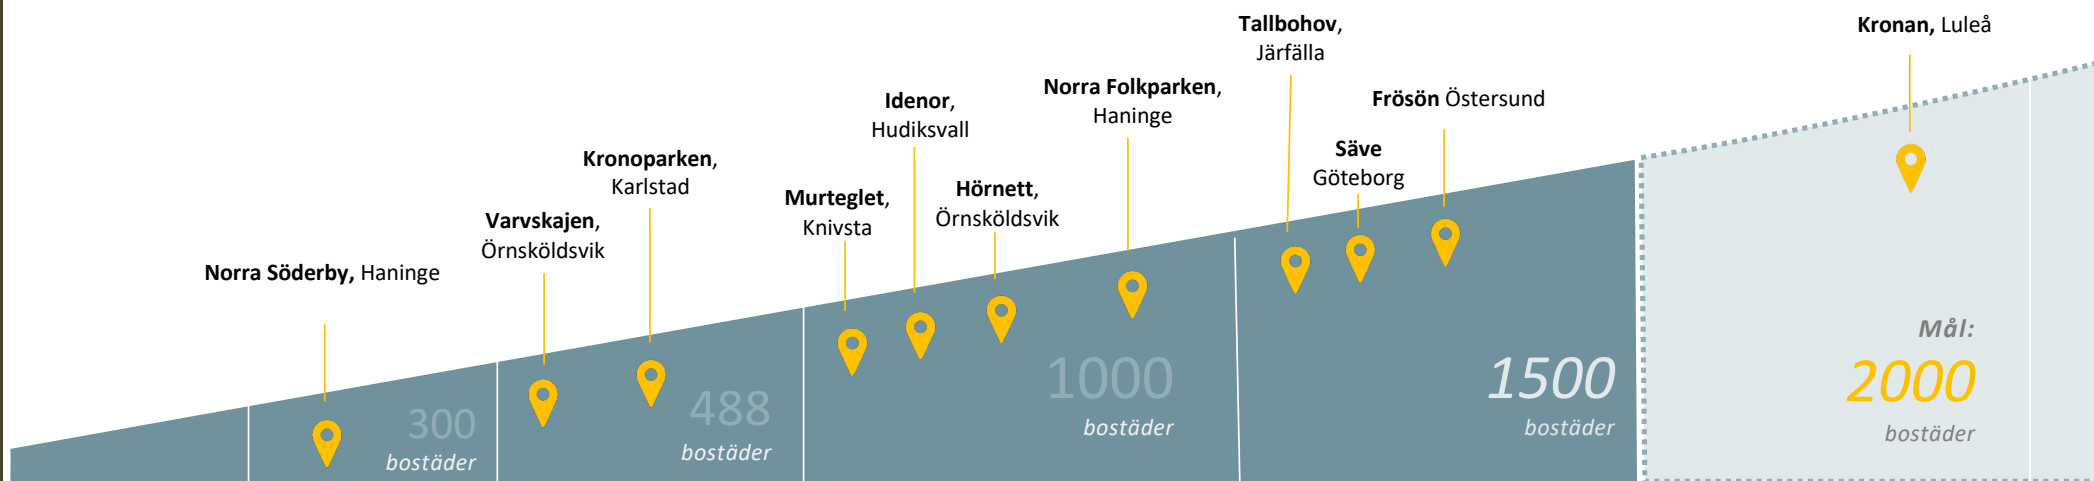 Norra Söderby, Haninge
Varvskajen,
Örnsköldsvik
Kronoparken,
Karlstad
Murteglet,
Knivsta
Idenor,
Hudiksvall
Hörnett,
Örnsköldsvik
Norra Folkparken,
Haninge
Tallbohov,
Järfälla
Säve
Göteborg
Frösön Östersund
Kronan, Luleå
300
bostäder
488
bostäder
1000
bostäder
1500
bostäder
Mål:
2000
bostäder